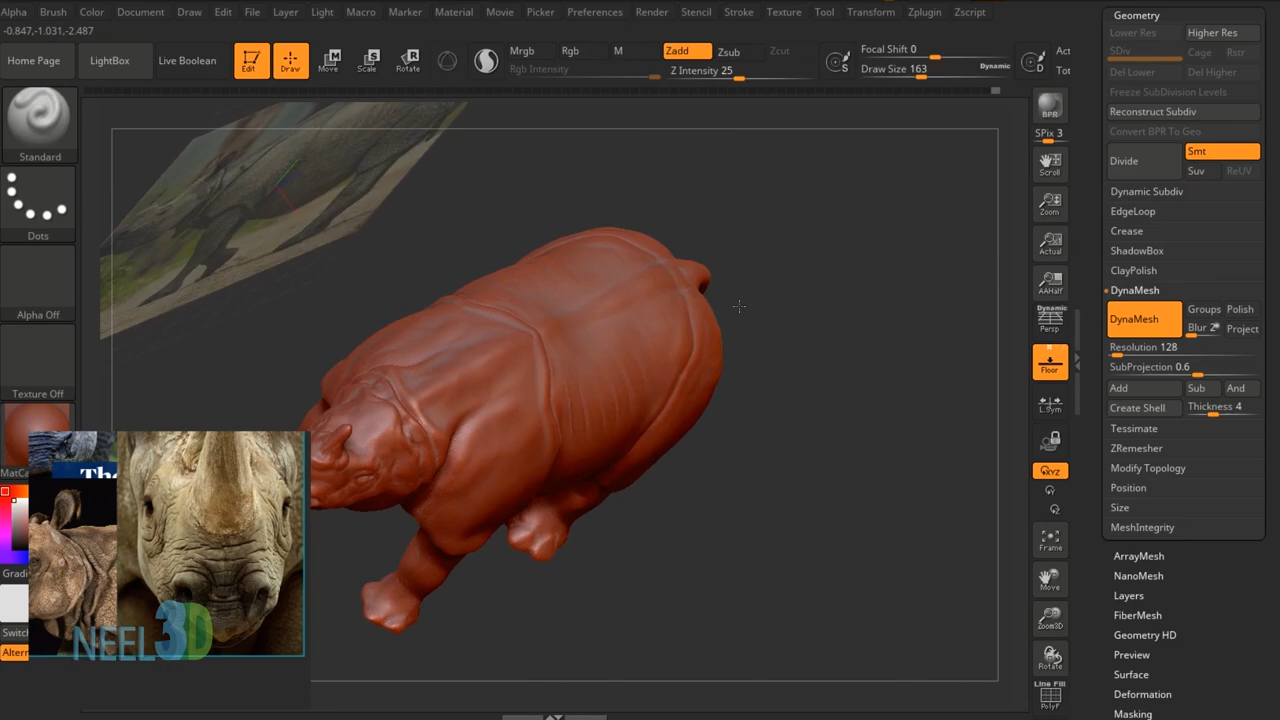 Alpha Brush Color Document Draw Edit File Layer Light Macro Marker Material Movie Picker Preferences Render Stencil Stroke Texture Tool Transform Zplugin Zscript
-0.847,-1.031,-2.487
Home Page LightBox Live Boolean Edit Draw Move Scale Rotate
Mrgb Rgb M Zadd Zsub Zcut
Rgb Intensity Z Intensity 25
S Focal Shift 0
Draw Size 163 Dynamic D
Act
Tot
Standard
Dots
Alpha Off
Texture Off
MatCa
Gradi
Switch
Altern
The
NEEL3D
BPR
SPix 3
Scroll
Zoom
Actual
AAHalf
Dynamic
Persp
Floor
L.Sym
XYZ
Frame
Move
Zoom3D
Rotate
Line Fill
PolyF
Geometry
Lower Res Higher Res
SDiv Cage Rstr
Del Lower Del Higher
Freeze SubDivision Levels
Reconstruct Subdiv
Convert BPR To Geo
Divide Smt
Suv ReUV
Dynamic Subdiv
EdgeLoop
Crease
ShadowBox
ClayPolish
DynaMesh
DynaMesh Groups Polish
Blur 2 Project
Resolution 128
SubProjection 0.6
Add Sub And
Create Shell Thickness 4
Tessimate
ZRemesher
Modify Topology
Position
Size
MeshIntegrity
ArrayMesh
NanoMesh
Layers
FiberMesh
Geometry HD
Preview
Surface
Deformation
Masking